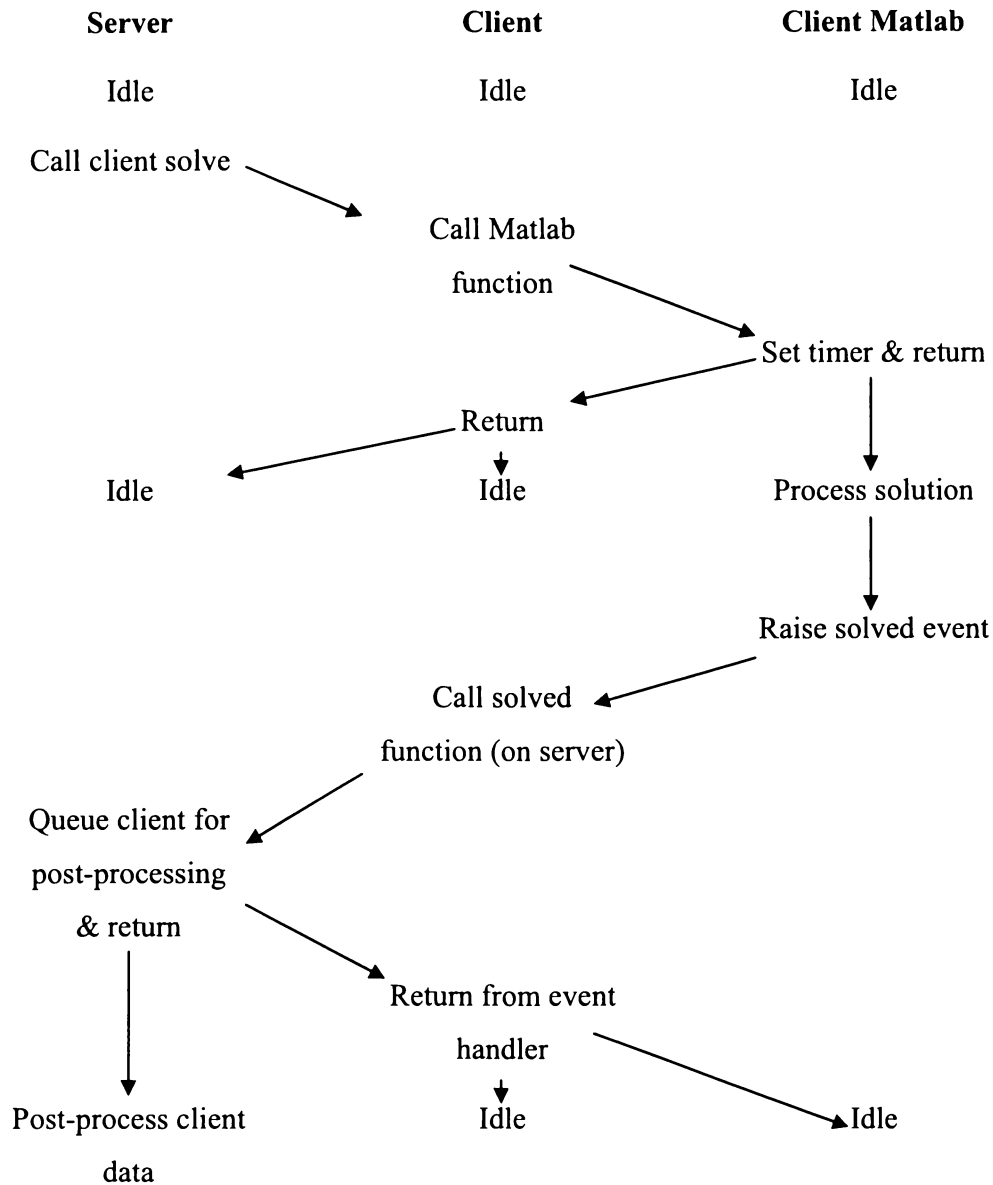 Server Client Client Matlab
Idle Idle Idle
Call client solve
Call Matlab
function
Set timer & return
Return
Idle Idle Process solution
Raise solved event
Call solved
function (on server)
Queue client for
post-processing
& return
Return from event
handler
Post-process client Idle Idle
data